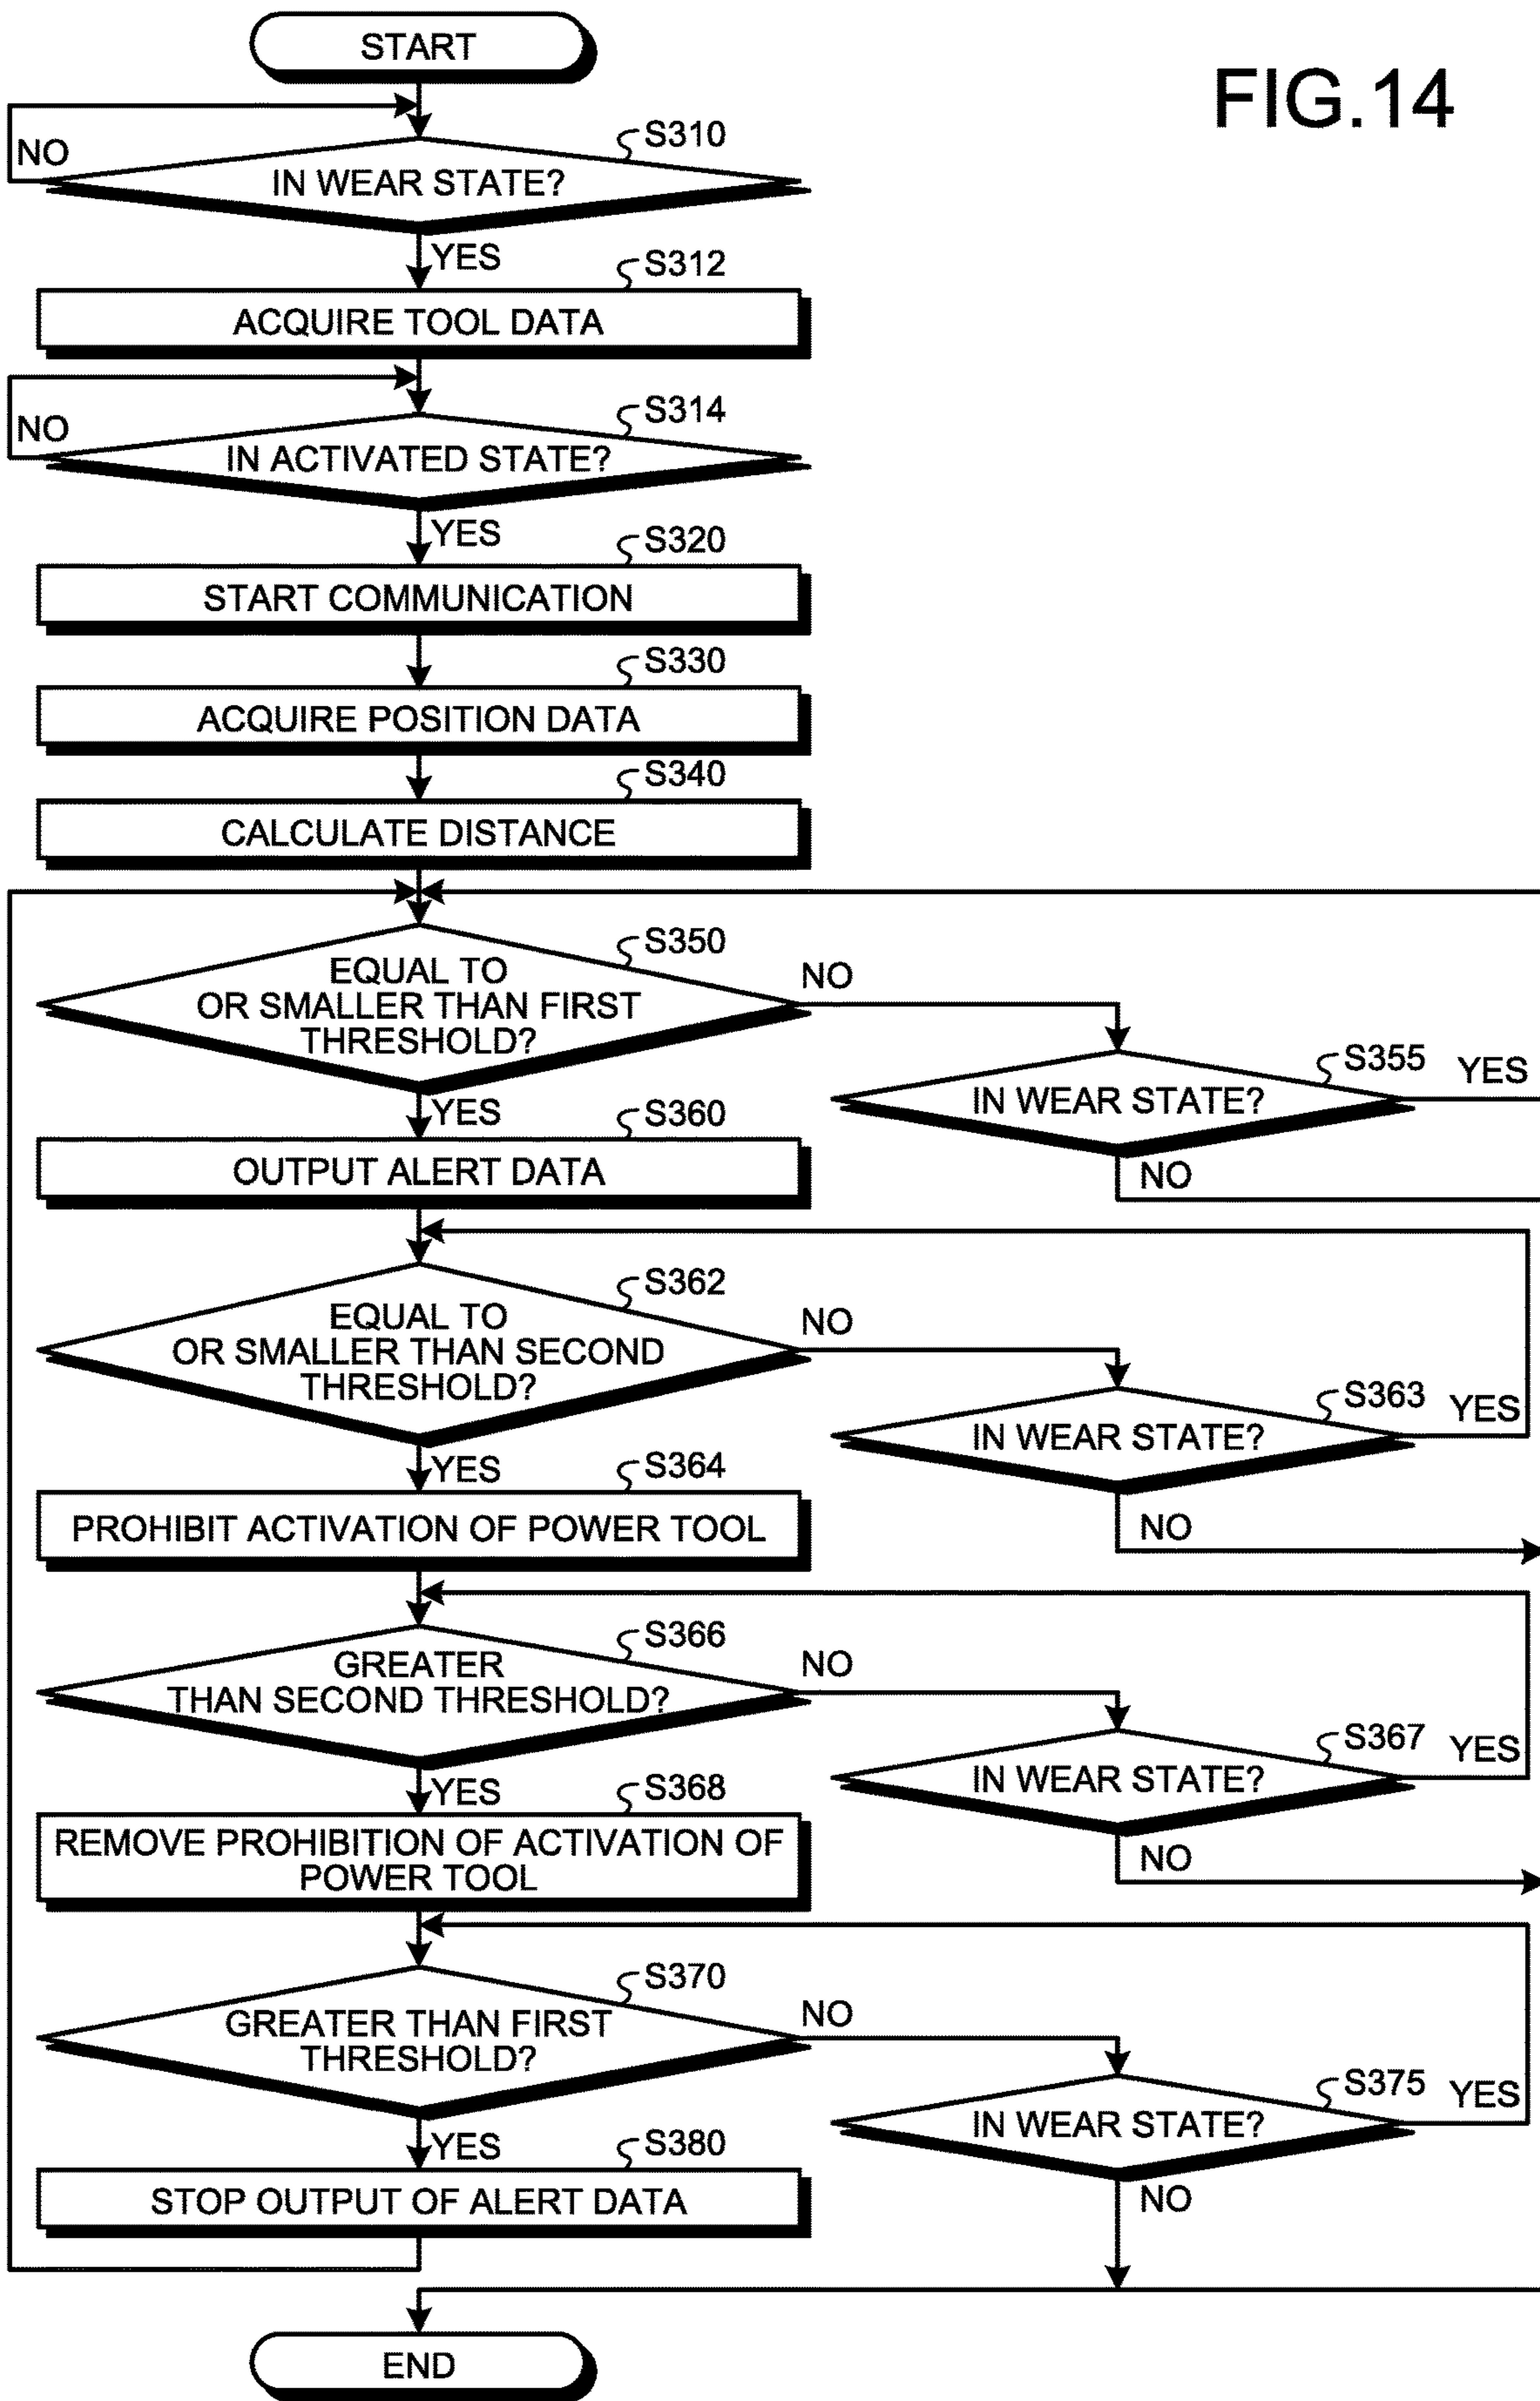 START
FIG.14
NO
S310
IN WEAR STATE?
YES
S312
ACQUIRE TOOL DATA
NO
S314
IN ACTIVATED STATE?
YES
S320
START COMMUNICATION
S330
ACQUIRE POSITION DATA
S340
CALCULATE DISTANCE
S350
EQUAL TO
OR SMALLER THAN FIRST
THRESHOLD?
NO
S355
YES
IN WEAR STATE?
NO
YES
S360
OUTPUT ALERT DATA
S362
EQUAL TO
OR SMALLER THAN SECOND
THRESHOLD?
NO
S363
YES
IN WEAR STATE?
NO
YES
S364
PROHIBIT ACTIVATION OF POWER TOOL
S366
GREATER
THAN SECOND THRESHOLD?
NO
S367
YES
IN WEAR STATE?
NO
YES
S368
REMOVE PROHIBITION OF ACTIVATION OF
POWER TOOL
S370
GREATER THAN FIRST
THRESHOLD?
NO
S375
YES
IN WEAR STATE?
NO
YES
S380
STOP OUTPUT OF ALERT DATA
END